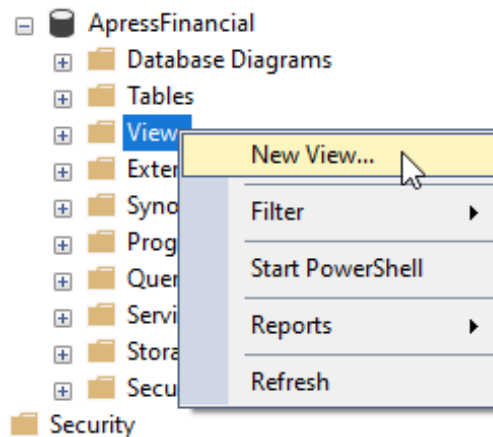 ApressFinancial
Database Diagrams
Tables
View
New View...
Exter
Filter
Syno
Prog
Start PowerShell
Quer
Servi
Reports
Stora
Refresh
Secu
Security